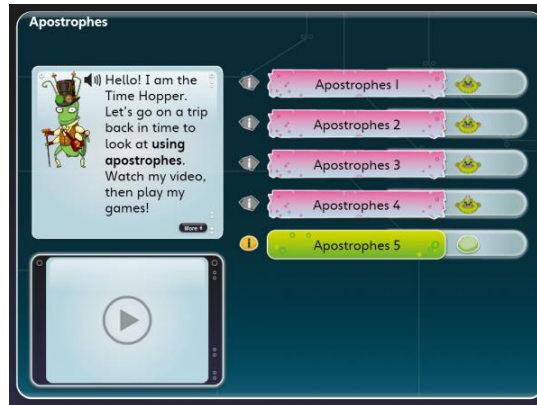 Apostrophes
Hello! I am the
Time Hopper.
Let's go on a trip
back in time to
look at using
apostrophes.
Watch my video,
then play my
games!
More
Apostrophes 1
Apostrophes 2
Apostrophes 3
Apostrophes 4
Apostrophes 5